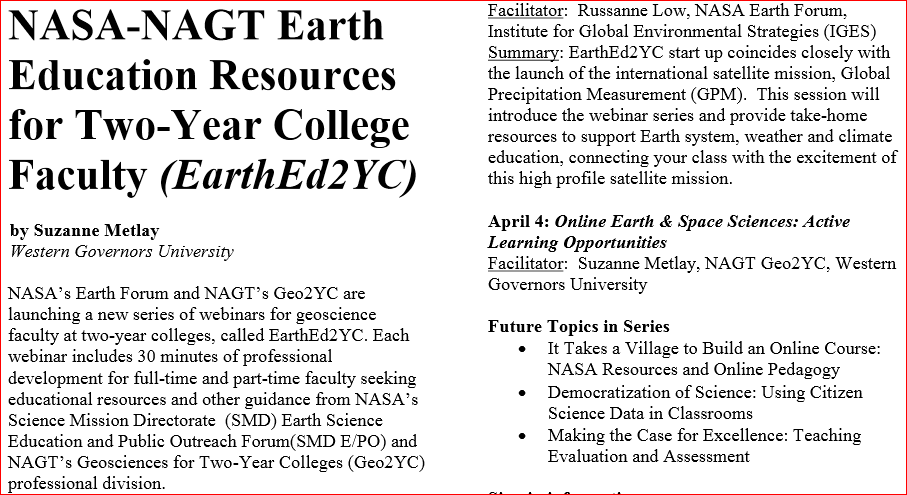 NASA-NAGT Earth
Education Resources
for Two-Year College
Faculty (EarthEd2YC)
by Suzanne Metlay
Western Governors University
NASA's Earth Forum and NAGT's Geo2YC are
launching a new series of webinars for geoscience
faculty at two-year colleges, called EarthEd2YC. Each
webinar includes 30 minutes of professional
development for full-time and part-time faculty seeking
educational resources and other guidance from NASA's
Science Mission Directorate  (SMD) Earth Science
Education and Public Outreach Forum(SMD E/PO) and
NAGT's Geosciences for Two-Year Colleges (Geo2YC)
professional division.
Facilitator:  Russanne Low, NASA Earth Forum,
Institute for Global Environmental Strategies (IGES)
Summary: EarthEd2YC start up coincides closely with
the launch of the international satellite mission, Global
Precipitation Measurement (GPM).  This session will
introduce the webinar series and provide take-home
resources to support Earth system, weather and climate
education, connecting your class with the excitement of
this high profile satellite mission.
April 4: Online Earth & Space Sciences: Active
Learning Opportunities
Facilitator:  Suzanne Metlay, NAGT Geo2YC, Western
Governors University
Future Topics in Series
• It Takes a Village to Build an Online Course:
NASA Resources and Online Pedagogy
• Democratization of Science: Using Citizen
Science Data in Classrooms
• Making the Case for Excellence: Teaching
Evaluation and Assessment